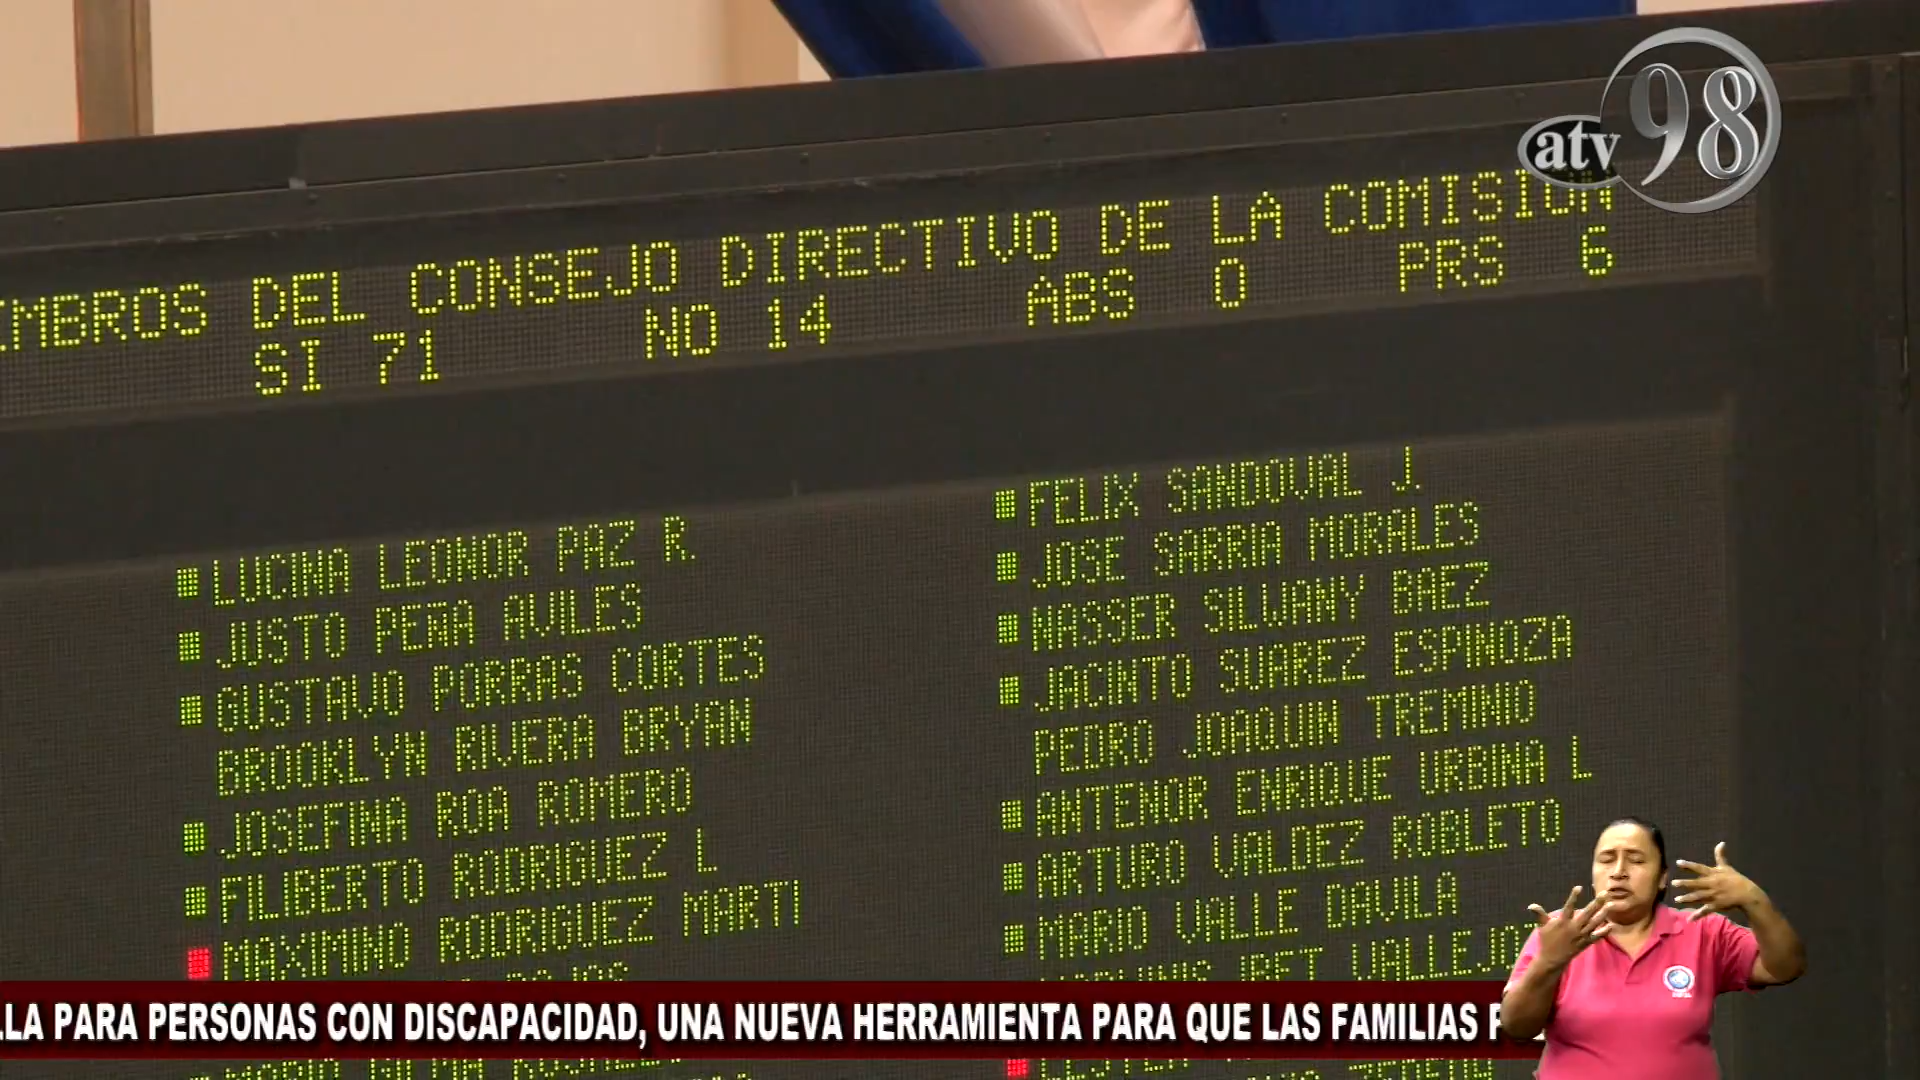 atv 98
EMBROS DEL CONSEJO DIRECTIVO DE LA COMISION
SI 71 NO 14 ABS 0 PRS 6
LUCINA LEONOR PAZ R.
JUSTO PEÑA AVILES
GUSTAVO PORRAS CORTES
BROOKLYN RIVERA BRYAN
JOSEFINA ROA ROMERO
FILIBERTO RODRIGUEZ L
MAXIMINO RODRIGUEZ MARTI
FELIX SANDOVAL J.
JOSE SARRIA MORALES
NASSER SILWANY BAEZ
JACINTO SUAREZ ESPINOZA
PEDRO JOAQUIN TREMINIO
ANTENOR ENRIQUE URBINA L
ARTURO VALDEZ ROBLETO
MARIO VALLE DAVILA
LLA PARA PERSONAS CON DISCAPACIDAD, UNA NUEVA HERRAMIENTA PARA QUE LAS FAMILIAS